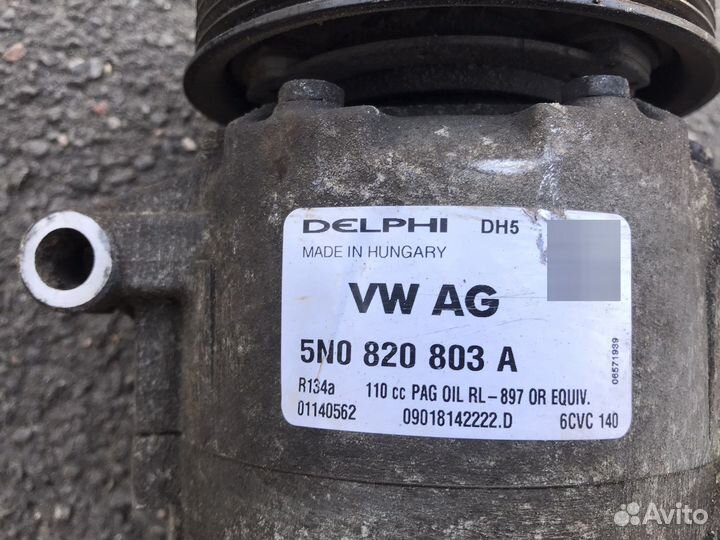 DELPHI DH5
MADE IN HUNGARY
VW AG
5N0 820 803 A
R134a 110 cc PAG OIL RL-897 OR EQUIV.
01140562 09018142222.D 6CVC 140
06571939
Avito